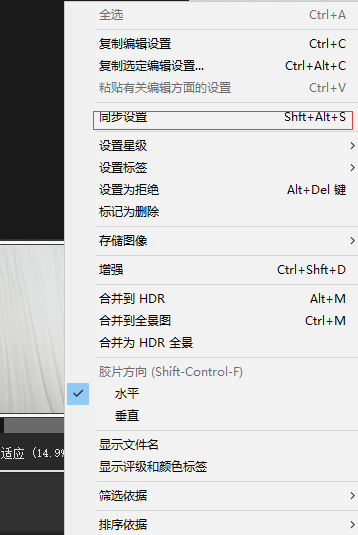 全选 Ctrl+A
复制编辑设置 Ctrl+C
复制选定编辑设置... Ctrl+Alt+C
粘贴有关编辑方面的设置 Ctrl+V
同步设置 Shft+Alt+S
设置星级
设置标签
设置为拒绝 Alt+Del 键
标记为删除
存储图像
增强 Ctrl+Shft+D
合并到 HDR Alt+M
合并到全景图 Ctrl+M
合并为 HDR 全景
胶片方向 (Shift-Control-F)
水平
垂直
适应 (14.9%
显示文件名
显示评级和颜色标签
筛选依据
排序依据